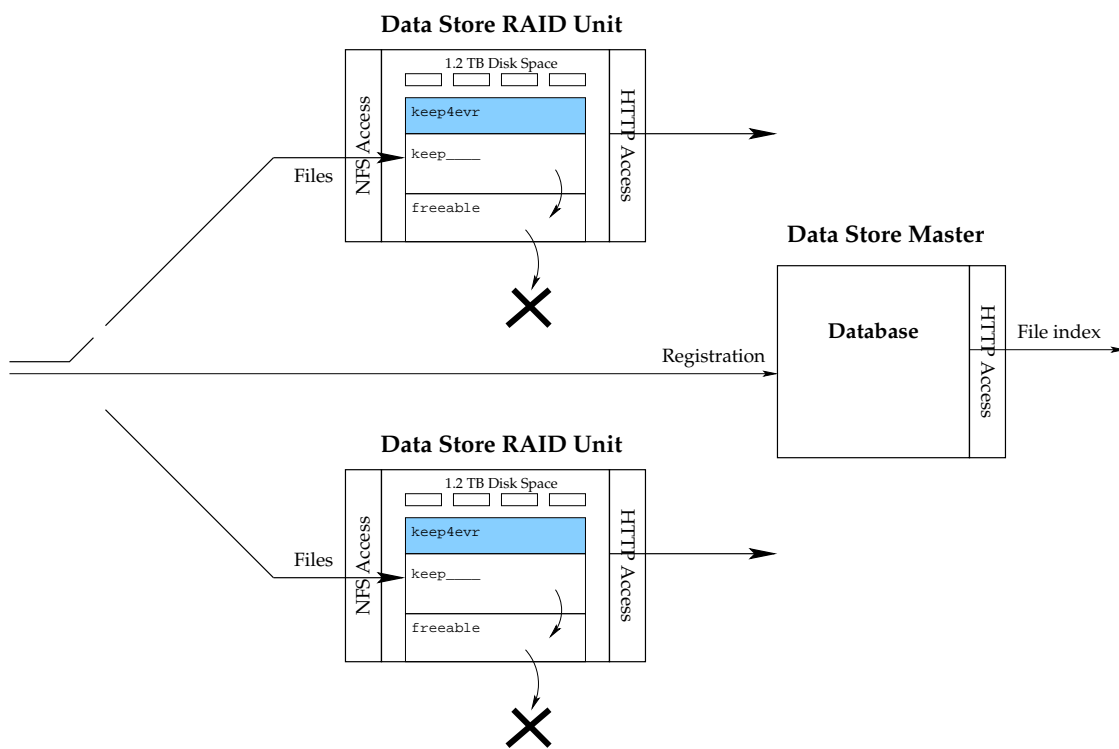 Data Store RAID Unit
1.2 TB Disk Space
NFS Access
keep4evr
keep____
freeable
HTTP Access
Files
Data Store Master
Database
HTTP Access
File index
Registration
Data Store RAID Unit
1.2 TB Disk Space
NFS Access
keep4evr
keep____
freeable
HTTP Access
Files